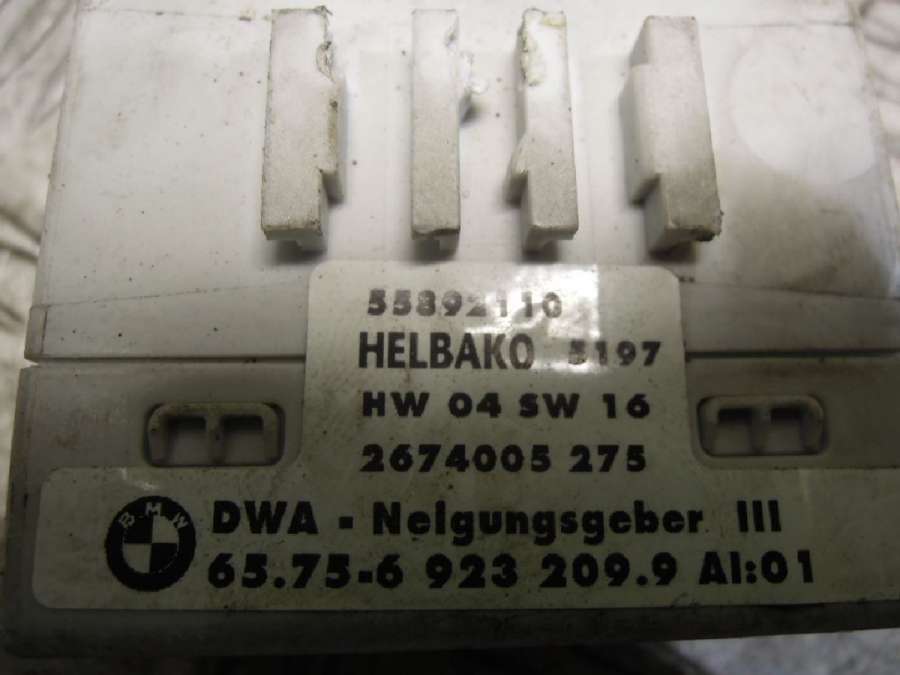 55892110
HELBAKO 5197
HW 04 SW 16
2674005 275
BMW
DWA - Neigungsgeber III
65.75-6 923 209.9 AI:01